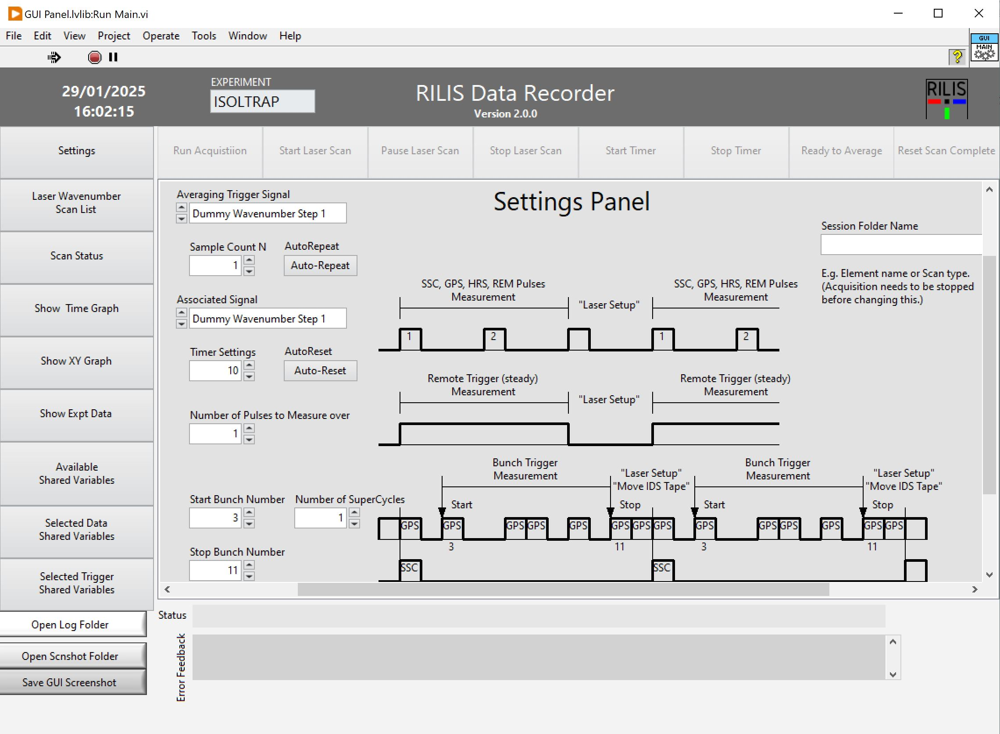 GUI Panel.lvlib:Run Main.vi
File Edit View Project Operate Tools Window Help
?
GUI
MAIN
29/01/2025
16:02:15
EXPERIMENT
ISOLTRAP
RILIS Data Recorder
Version 2.0.0
RILIS
Settings
Laser Wavenumber
Scan List
Scan Status
Show  Time Graph
Show XY Graph
Show Expt Data
Available
Shared Variables
Selected Data
Shared Variables
Selected Trigger
Shared Variables
Open Log Folder
Open Scnshot Folder
Save GUI Screenshot
Run Acquistiion
Start Laser Scan
Pause Laser Scan
Stop Laser Scan
Start Timer
Stop Timer
Ready to Average
Reset Scan Complete
Settings Panel
Averaging Trigger Signal
Dummy Wavenumber Step 1
Sample Count N
1
AutoRepeat
Auto-Repeat
Associated Signal
Dummy Wavenumber Step 1
Timer Settings
10
AutoReset
Auto-Reset
Number of Pulses to Measure over
1
Start Bunch Number
3
Number of SuperCycles
1
Stop Bunch Number
11
Session Folder Name
E.g. Element name or Scan type.
(Acquisition needs to be stopped
before changing this.)
SSC, GPS, HRS, REM Pulses
Measurement
"Laser Setup"
SSC, GPS, HRS, REM Pulses
Measurement
1 2 1 2
Remote Trigger (steady)
Measurement
"Laser Setup"
Remote Trigger (steady)
Measurement
Bunch Trigger
Measurement
"Laser Setup"
"Move IDS Tape"
Bunch Trigger
Measurement
"Laser Setup"
"Move IDS Tape"
Start Stop Start Stop
GPS GPS GPS GPS GPS GPS GPS GPS GPS GPS GPS GPS GPS GPS
3 11 3 11
SSC SSC
Status
Error Feedback